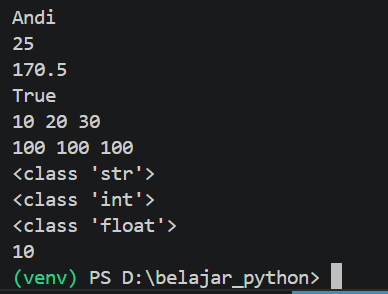 Andi
25
170.5
True
10 20 30
100 100 100
<class 'str'>
<class 'int'>
<class 'float'>
10
(venv) PS D:\belajar_python>